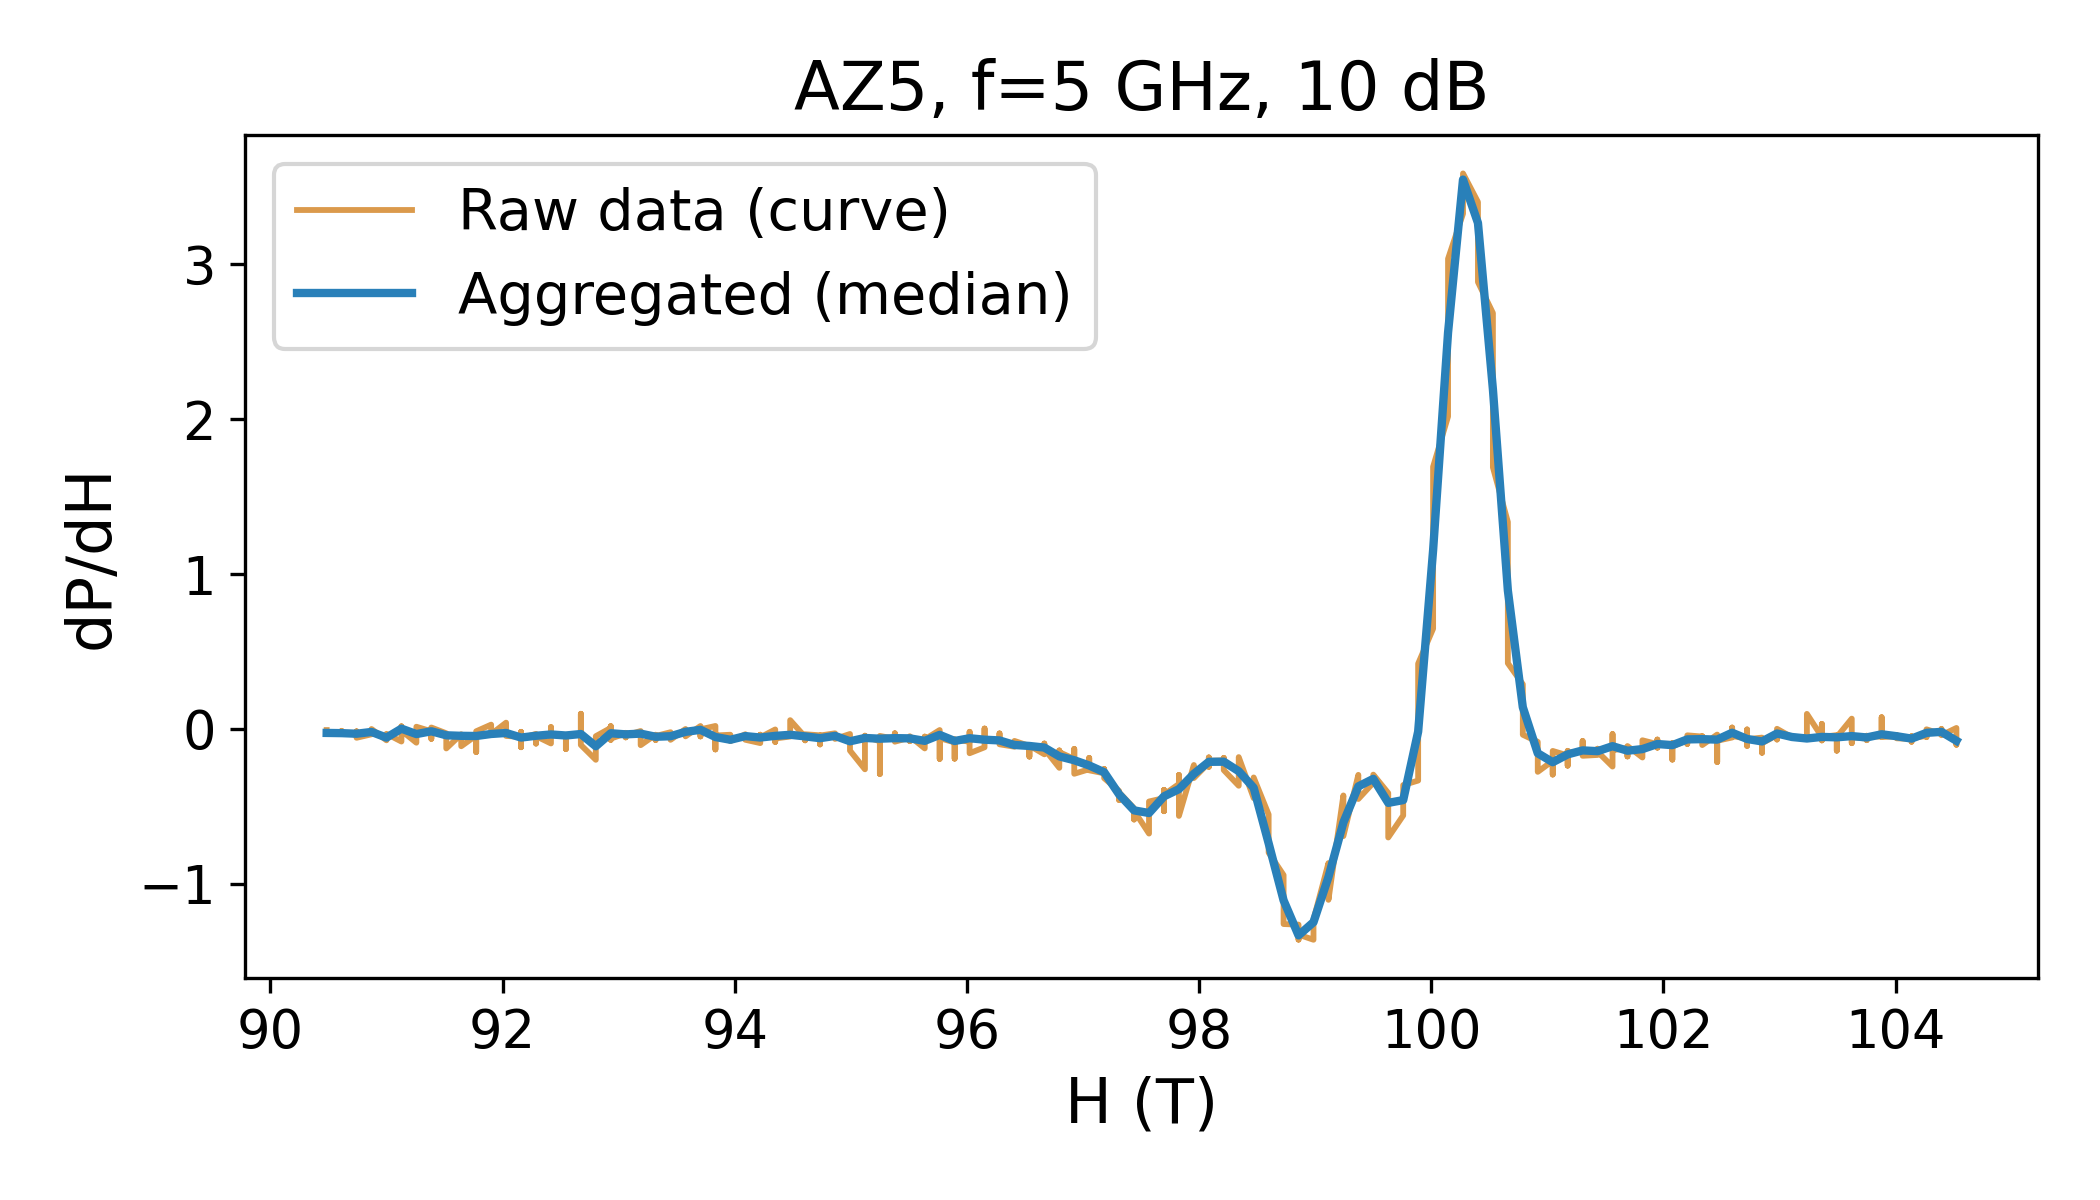 AZ5, f=5 GHz, 10 dB
Raw data (curve)
Aggregated (median)
dP/dH
3
2
1
0
−1
90 92 94 96 98 100 102 104
H (T)